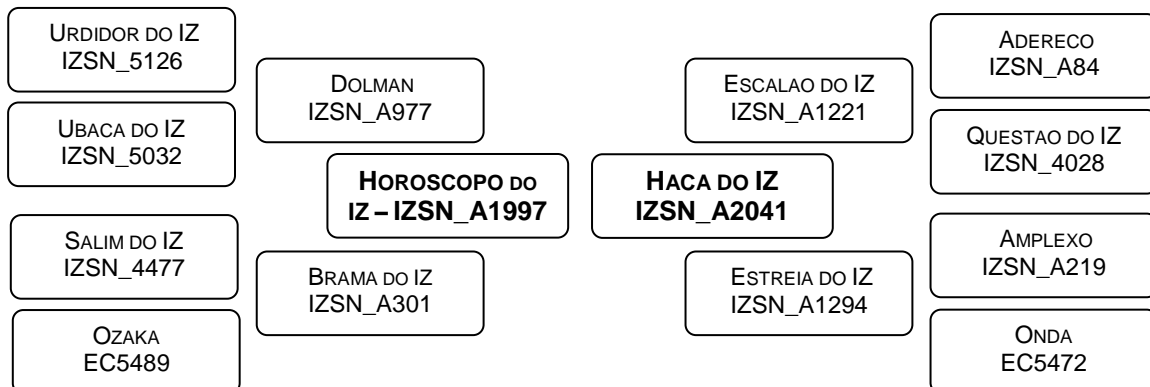 URDIDOR DO IZ
IZSN_5126
UBACA DO IZ
IZSN_5032
SALIM DO IZ
IZSN_4477
OZAKA
EC5489
DOLMAN
IZSN_A977
BRAMA DO IZ
IZSN_A301
HOROSCOPO DO
IZ – IZSN_A1997
HACA DO IZ
IZSN_A2041
ESCALAO DO IZ
IZSN_A1221
ESTREIA DO IZ
IZSN_A1294
ADERECO
IZSN_A84
QUESTAO DO IZ
IZSN_4028
AMPLEXO
IZSN_A219
ONDA
EC5472